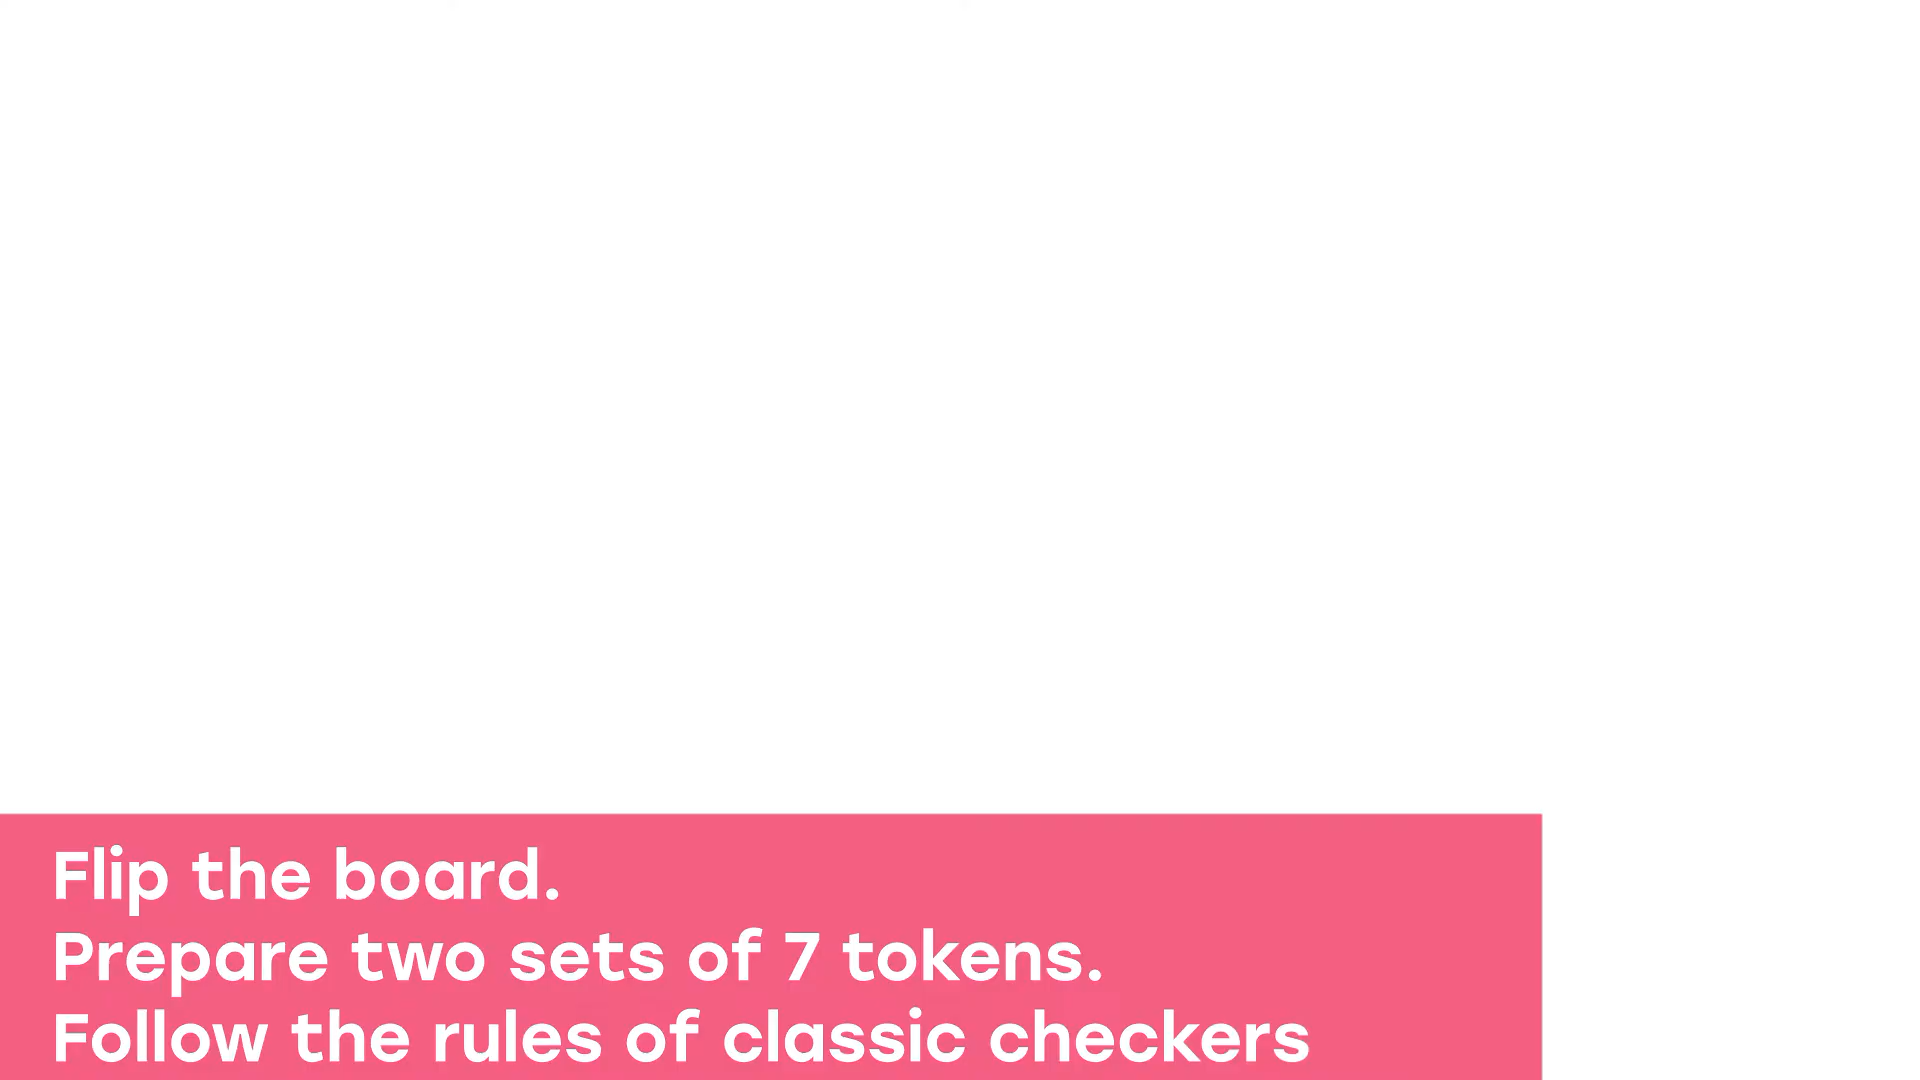 Flip the board.
Prepare two sets of 7 tokens.
Follow the rules of classic checkers